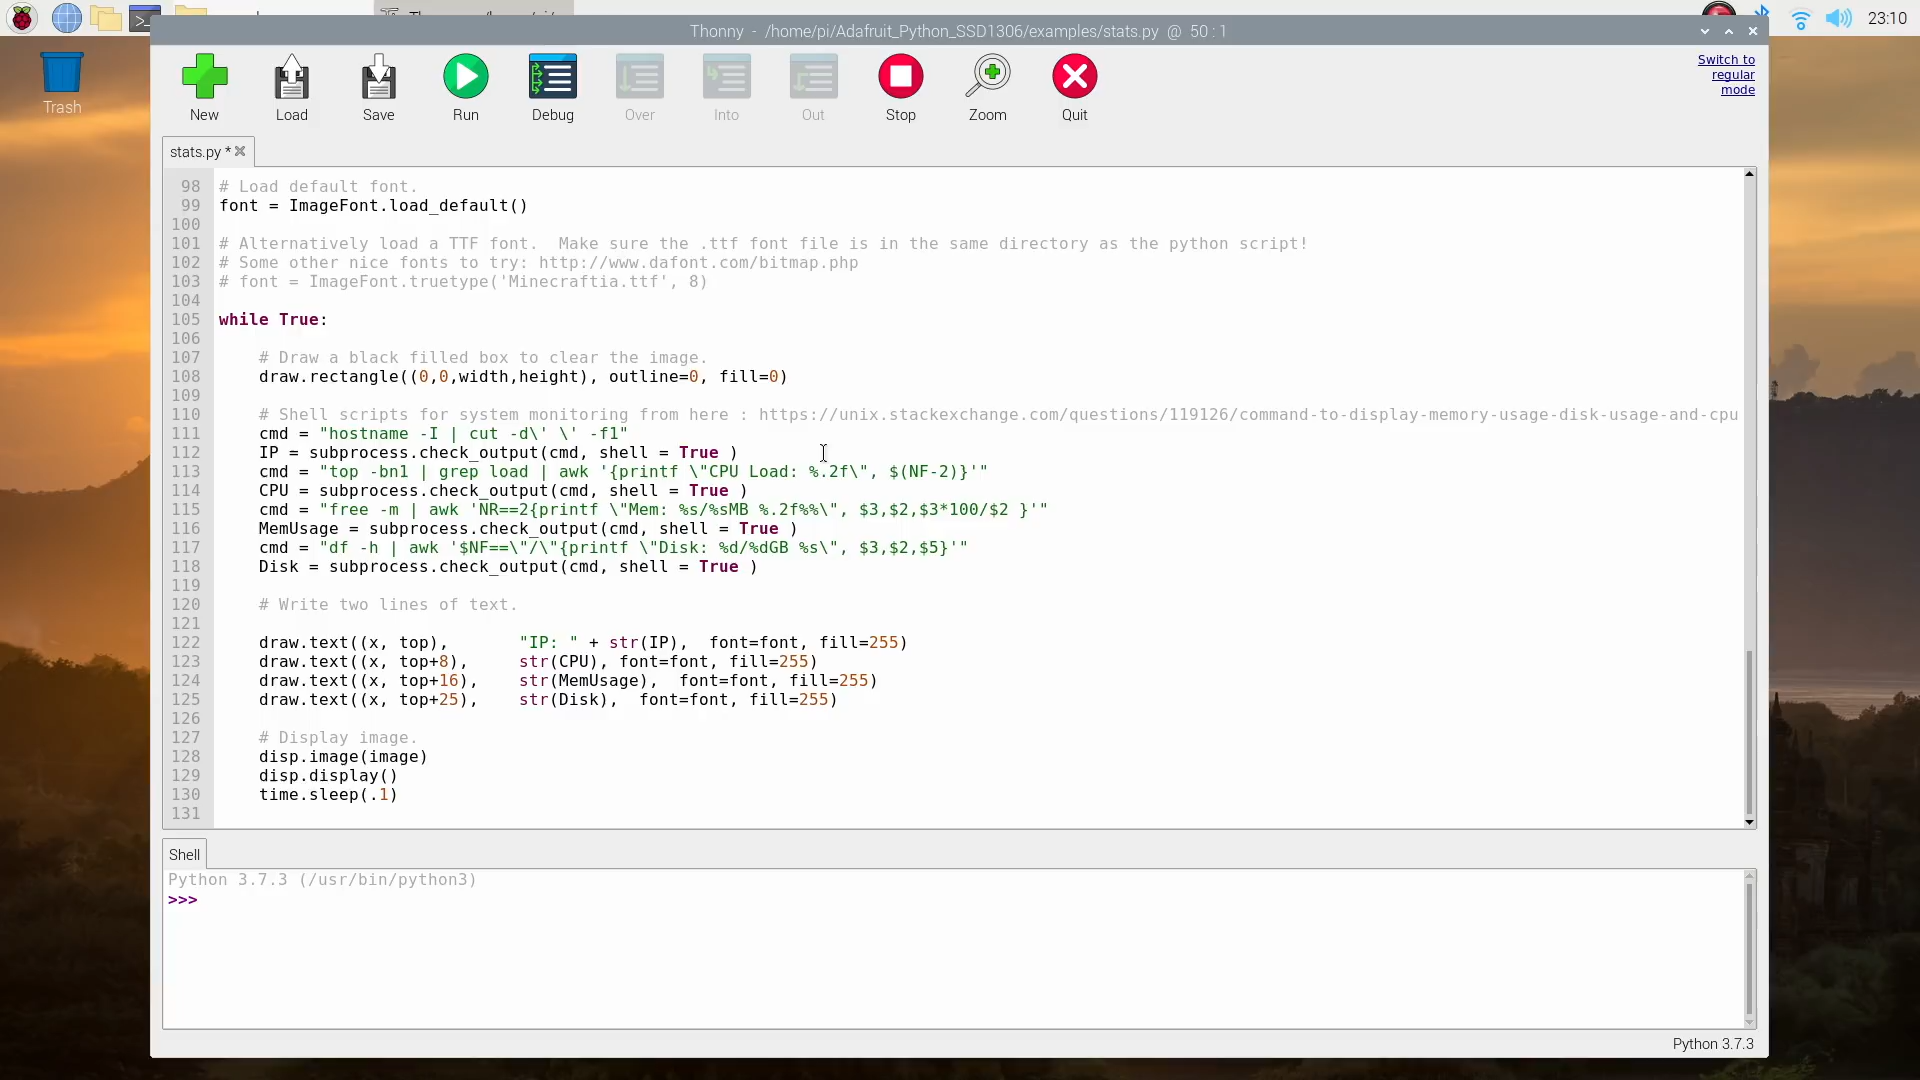 23:10
Thonny - /home/pi/Adafruit_Python_SSD1306/examples/stats.py @ 50 : 1
Trash
New
Load
Save
Run
Debug
Over
Into
Out
Stop
Zoom
Quit
Switch to
regular
mode
stats.py *
98 # Load default font.
99 font = ImageFont.load_default()
100
101 # Alternatively load a TTF font.  Make sure the .ttf font file is in the same directory as the python script!
102 # Some other nice fonts to try: http://www.dafont.com/bitmap.php
103 # font = ImageFont.truetype('Minecraftia.ttf', 8)
104
105 while True:
106
107     # Draw a black filled box to clear the image.
108     draw.rectangle((0,0,width,height), outline=0, fill=0)
109
110     # Shell scripts for system monitoring from here : https://unix.stackexchange.com/questions/119126/command-to-display-memory-usage-disk-usage-and-cpu
111     cmd = "hostname -I | cut -d\' \' -f1"
112     IP = subprocess.check_output(cmd, shell = True )
113     cmd = "top -bn1 | grep load | awk '{printf \"CPU Load: %.2f\", $(NF-2)}'"
114     CPU = subprocess.check_output(cmd, shell = True )
115     cmd = "free -m | awk 'NR==2{printf \"Mem: %s/%sMB %.2f%%\", $3,$2,$3*100/$2 }'"
116     MemUsage = subprocess.check_output(cmd, shell = True )
117     cmd = "df -h | awk '$NF==\"/\"{printf \"Disk: %d/%dGB %s\", $3,$2,$5}'"
118     Disk = subprocess.check_output(cmd, shell = True )
119
120     # Write two lines of text.
121
122     draw.text((x, top),       "IP: " + str(IP),  font=font, fill=255)
123     draw.text((x, top+8),     str(CPU), font=font, fill=255)
124     draw.text((x, top+16),    str(MemUsage),  font=font, fill=255)
125     draw.text((x, top+25),    str(Disk),  font=font, fill=255)
126
127     # Display image.
128     disp.image(image)
129     disp.display()
130     time.sleep(.1)
131
Shell
Python 3.7.3 (/usr/bin/python3)
>>>
Python 3.7.3